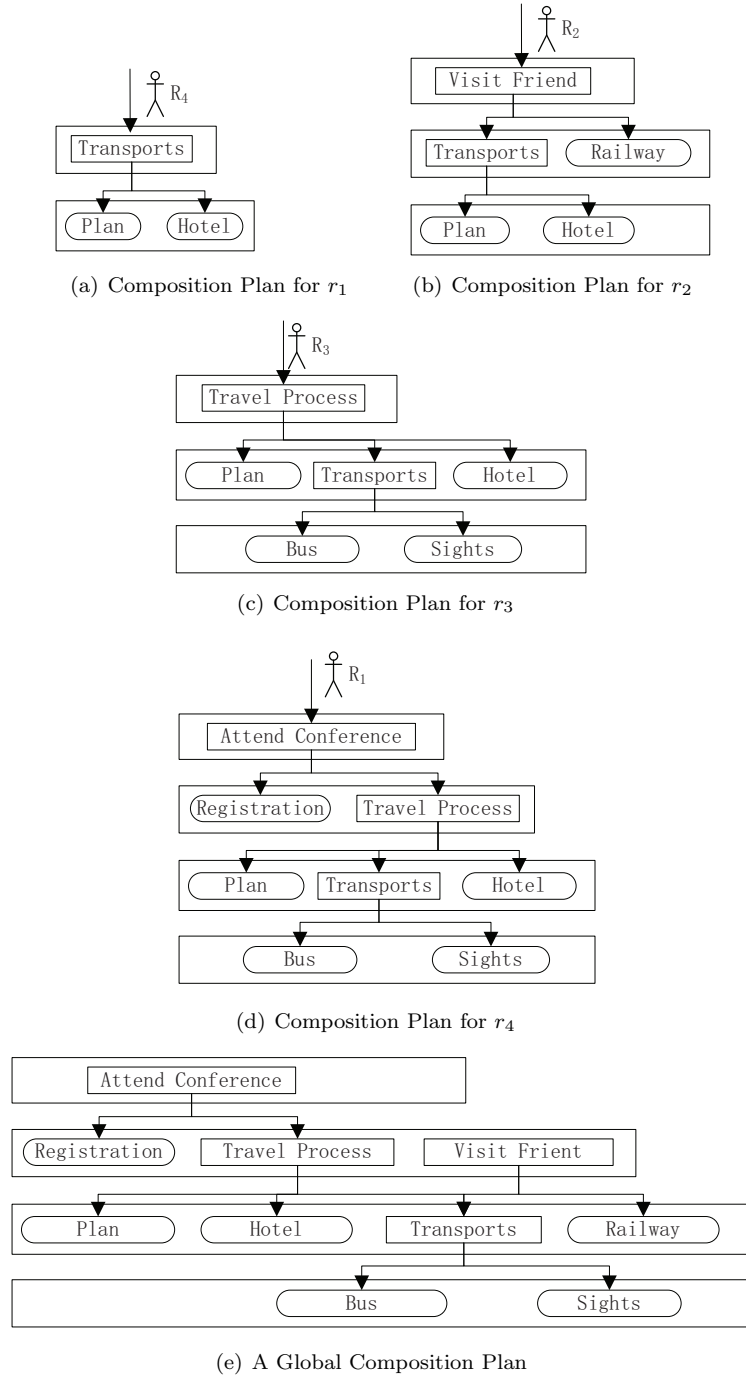 R4
Transports
Plan Hotel
(a) Composition Plan for r1
R2
Visit Friend
Transports Railway
Plan Hotel
(b) Composition Plan for r2
R3
Travel Process
Plan Transports Hotel
Bus Sights
(c) Composition Plan for r3
R1
Attend Conference
Registration Travel Process
Plan Transports Hotel
Bus Sights
(d) Composition Plan for r4
Attend Conference
Registration Travel Process Visit Frient
Plan Hotel Transports Railway
Bus Sights
(e) A Global Composition Plan